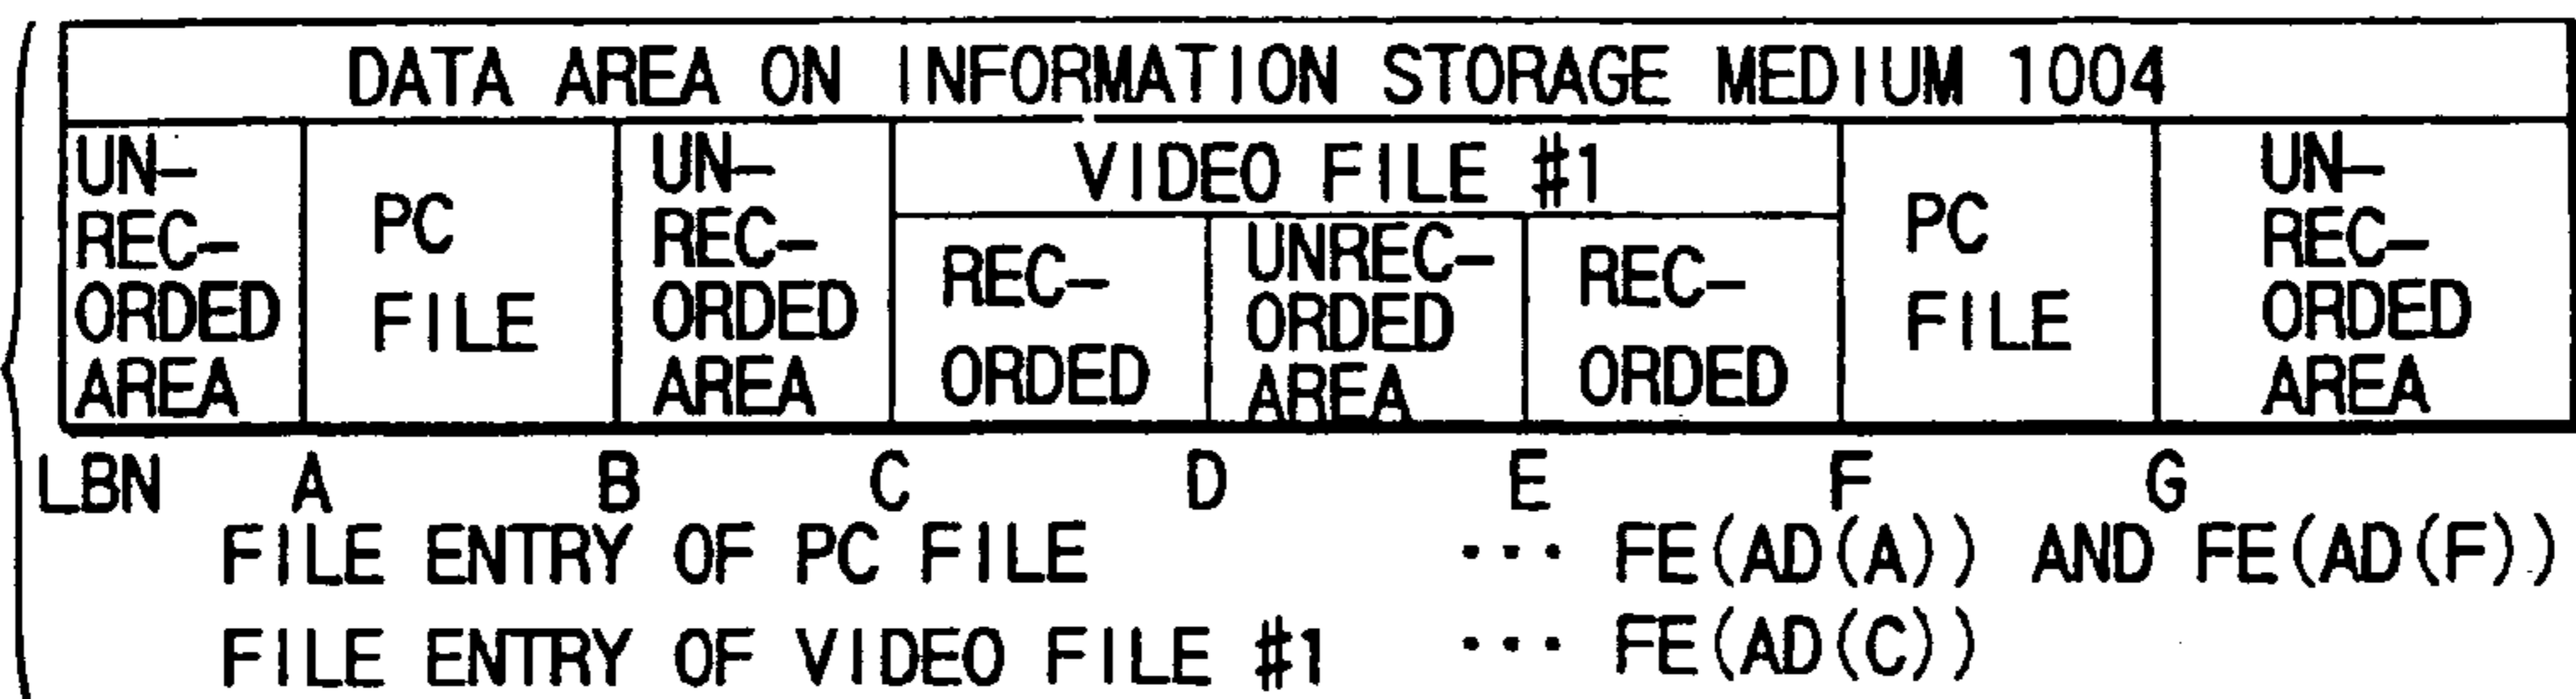 DATA AREA ON INFORMATION STORAGE MEDIUM 1004
UN-
REC-
ORDED
AREA
PC
FILE
UN-
REC-
ORDED
AREA
VIDEO FILE #1
REC-
ORDED
UNREC-
ORDED
AREA
REC-
ORDED
PC
FILE
UN-
REC-
ORDED
AREA
LBN A B C D E F G
FILE ENTRY OF PC FILE ... FE(AD(A)) AND FE(AD(F))
FILE ENTRY OF VIDEO FILE #1 ... FE(AD(C))